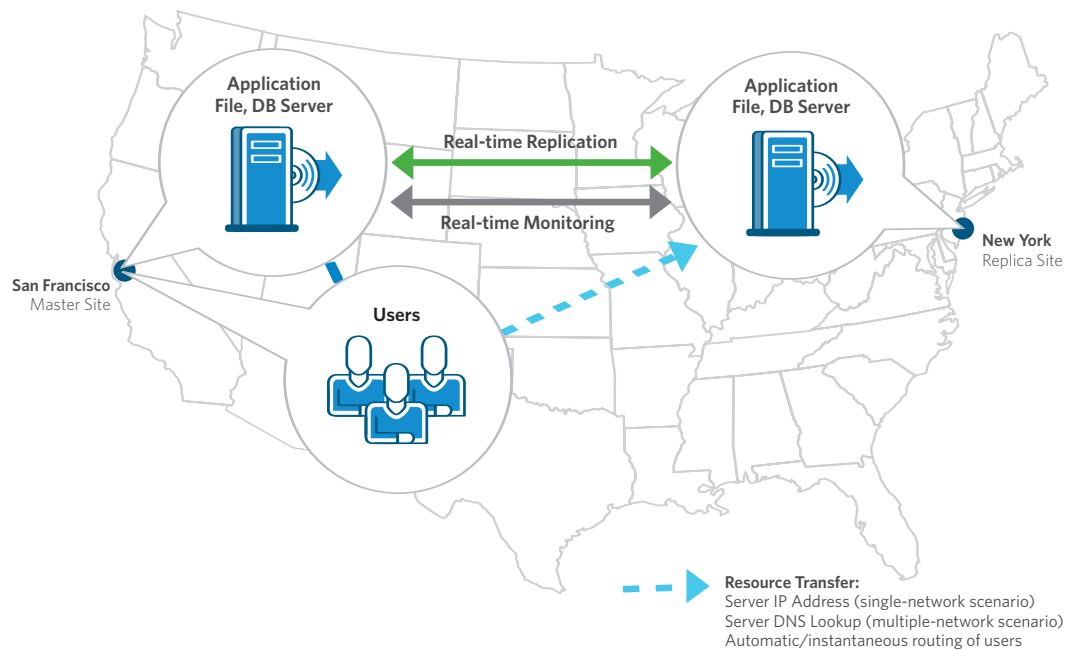 Application
File, DB Server
Application
File, DB Server
Real-time Replication
Real-time Monitoring
New York
Replica Site
San Francisco
Master Site
Users
Resource Transfer:
Server IP Address (single-network scenario)
Server DNS Lookup (multiple-network scenario)
Automatic/instantaneous routing of users